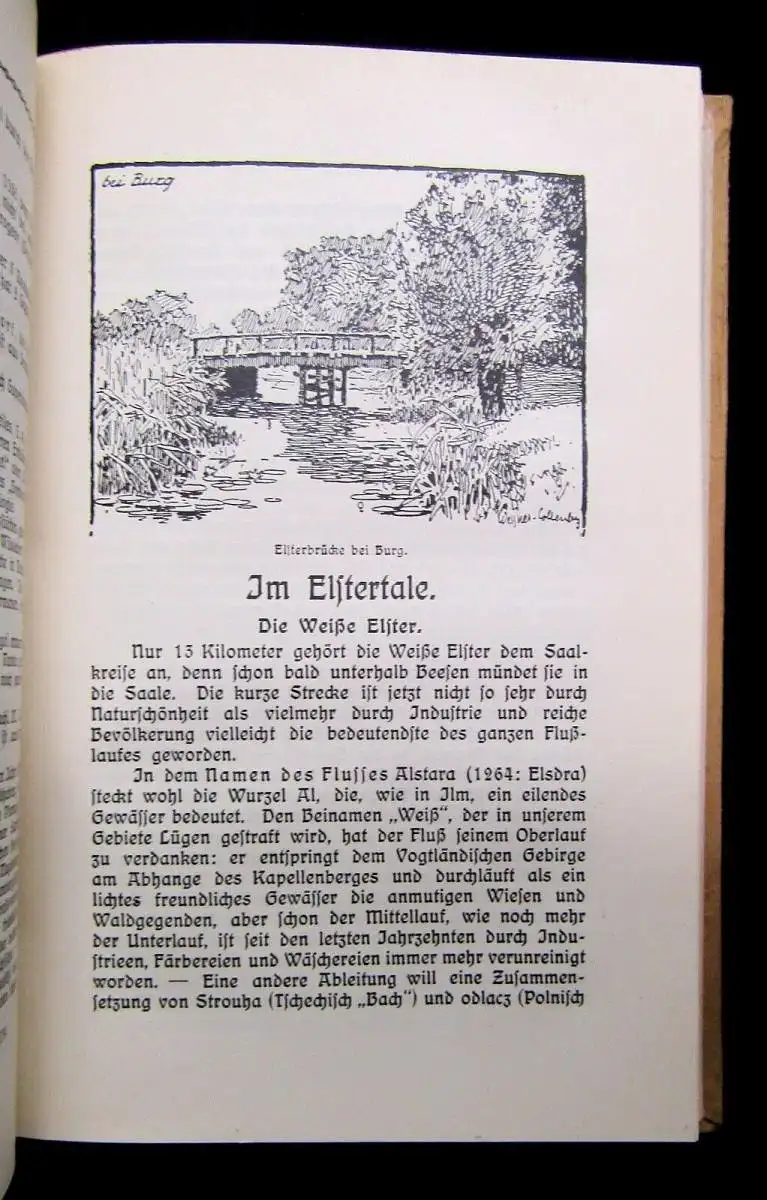 bei Burg
Elſterbrücke bei Burg.
Im Elſtertale.
Die Weiße Elſter.
Nur 13 Kilometer gehört die Weiße Elſter dem Saal-
kreiſe an, denn ſchon bald unterhalb Beeſen mündet ſie in
die Saale. Die kurze Strecke iſt jetzt nicht ſo ſehr durch
Naturſchönheit als vielmehr durch Induſtrie und reiche
Bevölkerung vielleicht die bedeutendſte des ganzen Fluß-
laufes geworden.
In dem Namen des Fluſſes Alstara (1264: Elsdra)
ſteckt wohl die Wurzel Al, die, wie in Ilm, ein eilendes
Gewäſſer bedeutet. Den Beinamen „Weiß“, der in unſerem
Gebiete Lügen geſtraft wird, hat der Fluß ſeinem Oberlauf
zu verdanken: er entſpringt dem Vogtländiſchen Gebirge
am Abhange des Kapellenberges und durchläuft als ein
lichtes freundliches Gewäſſer die anmutigen Wieſen und
Waldgegenden, aber ſchon der Mittellauf, wie noch mehr
der Unterlauf, iſt ſeit den letzten Jahrzehnten durch Indu-
ſtrieen, Färbereien und Wäſchereien immer mehr verunreinigt
worden. — Eine andere Ableitung will eine Zuſammen-
ſetzung von Strouha (Tſchechiſch „Bach“) und odlacz (Polniſch